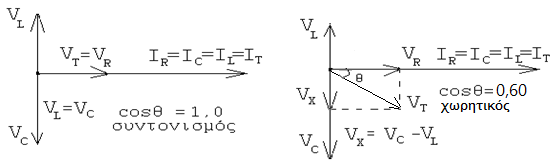 V_L
V_T=V_R
I_R=I_C=I_L=I_T
V_L=V_C
cosθ =1,0
συντονισμός
V_C
V_L
V_R
I_R=I_C=I_L=I_T
θ
cosθ=0,60
V_X
V_T
χωρητικός
V_C
V_X= V_C -V_L